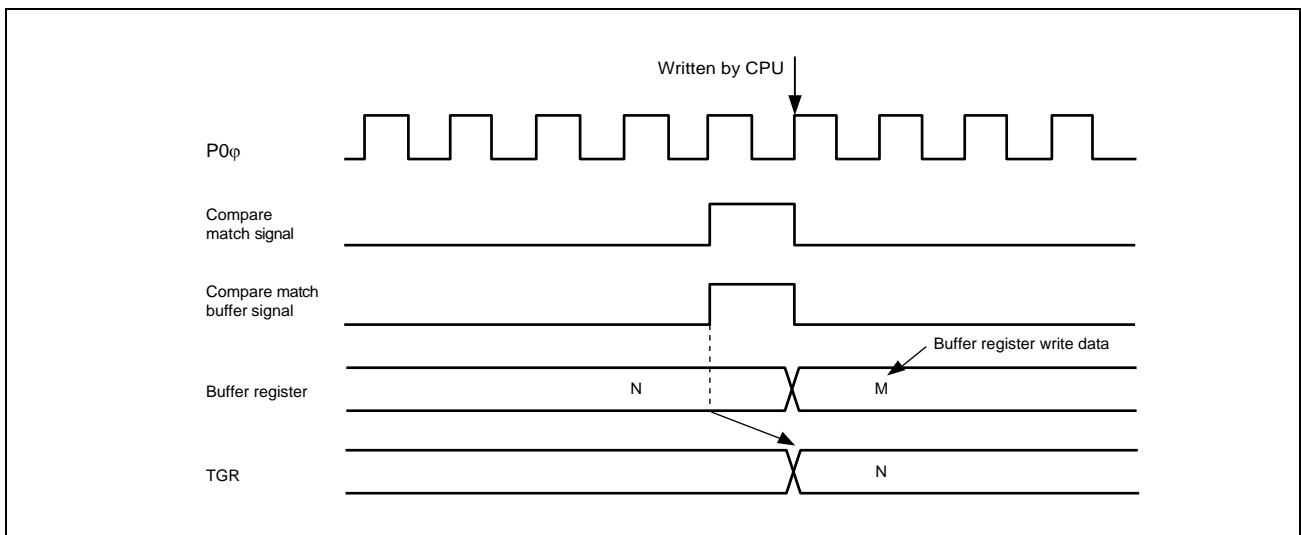 Written by CPU
P0φ
Compare
match signal
Compare match
buffer signal
Buffer register write data
Buffer register
N
M
TGR
N